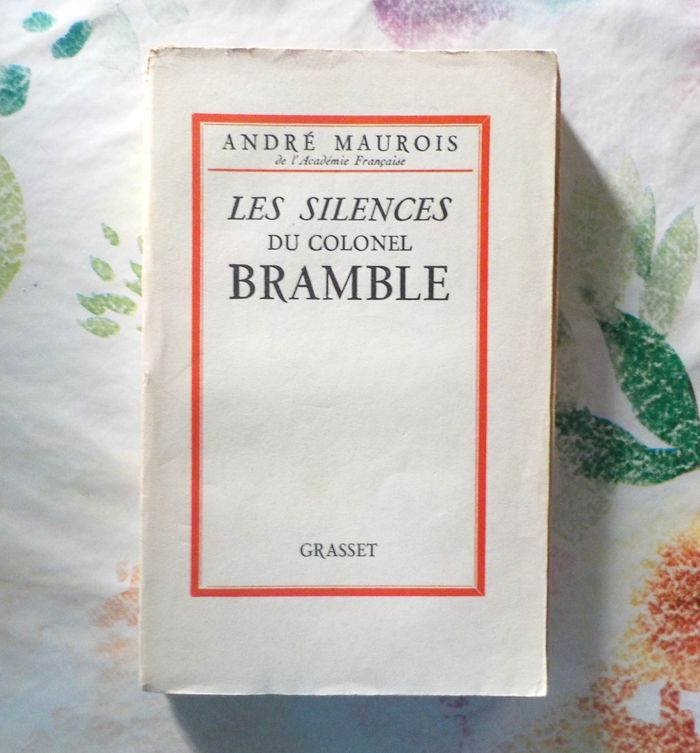 ANDRÉ MAUROIS
de l'Académie Française
LES SILENCES
DU COLONEL
BRAMBLE
GRASSET